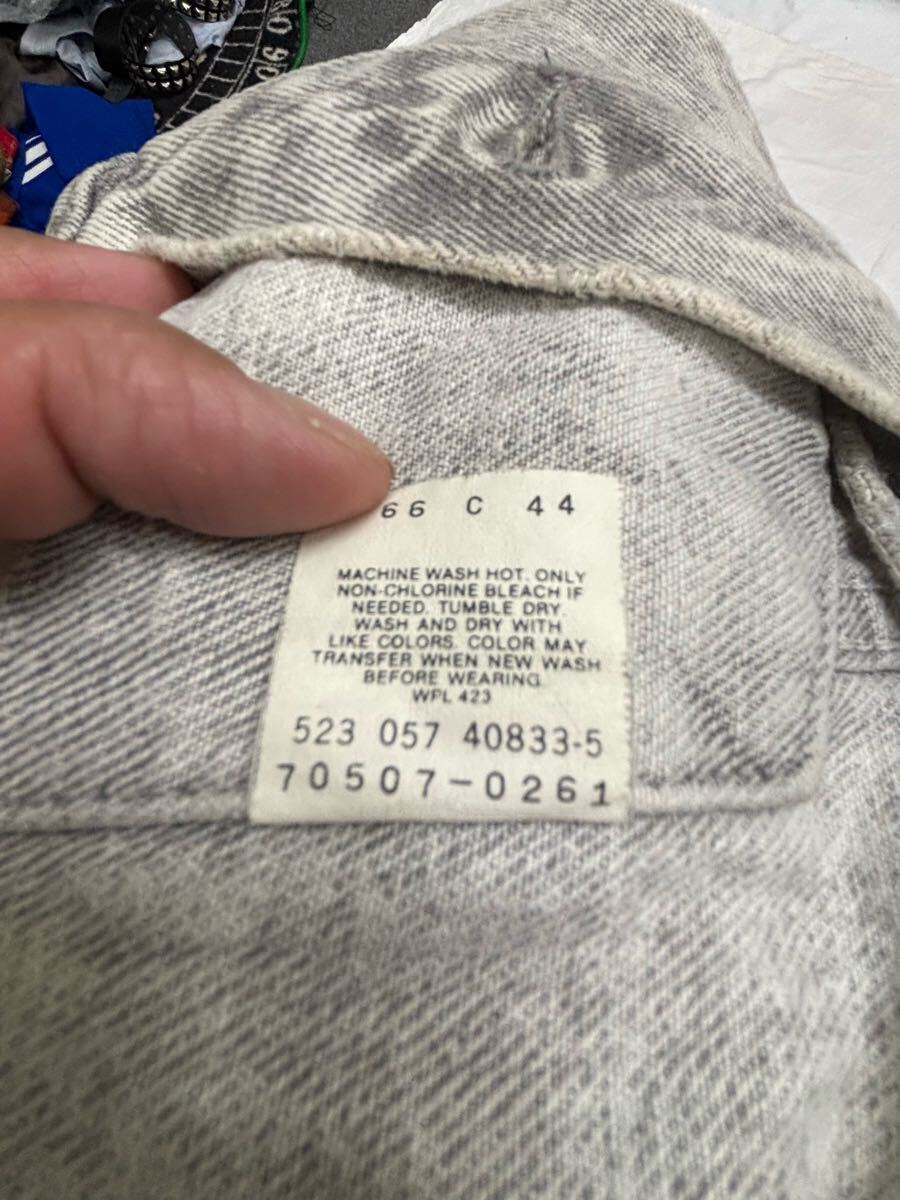 66 C 44
MACHINE WASH HOT. ONLY
NON-CHLORINE BLEACH IF
NEEDED. TUMBLE DRY.
WASH AND DRY WITH
LIKE COLORS. COLOR MAY
TRANSFER WHEN NEW WASH
BEFORE WEARING
WPL 423
523 057 40833-5
70507-0261